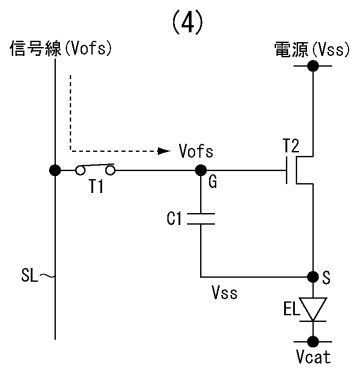 (4)
信号線(Vofs)
電源(Vss)
Vofs
T2
T1
G
C1
SL
Vss
S
EL
Vcat